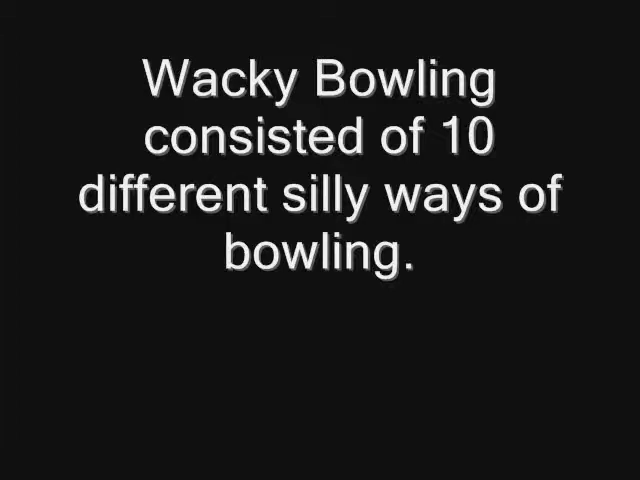 Wacky Bowling
consisted of 10
different silly ways of
bowling.